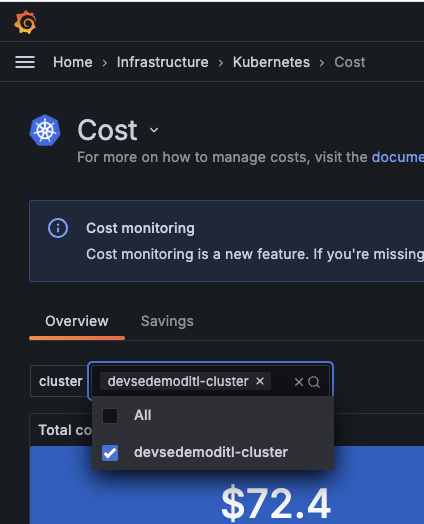 Home › Infrastructure › Kubernetes › Cost
Cost
For more on how to manage costs, visit the docume
Cost monitoring
Cost monitoring is a new feature. If you're missing
Overview Savings
cluster devsedemoditl-cluster
All
Total co
devsedemoditl-cluster
$72.4